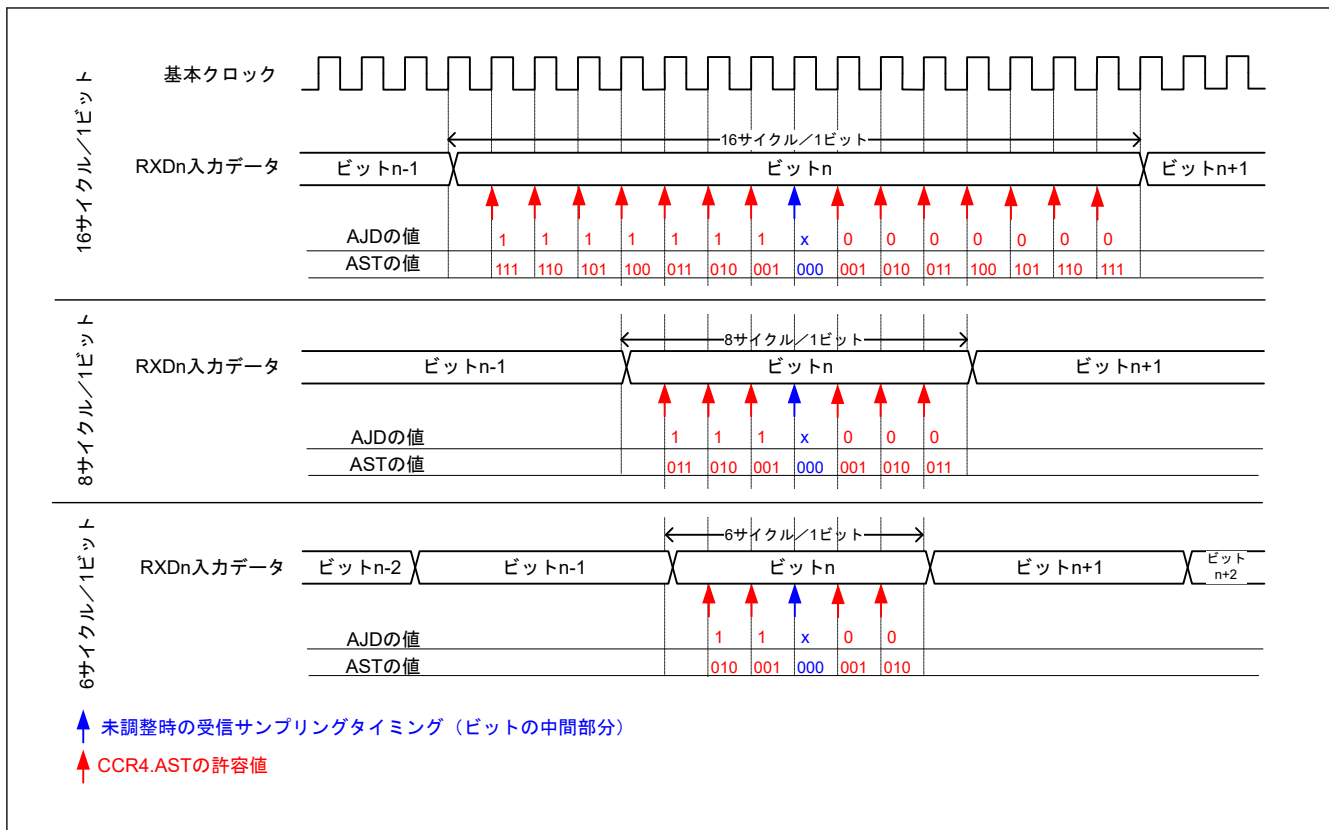 16サイクル／1ビット
基本クロック
16サイクル／1ビット
RXDn入力データ
ビットn-1
ビットn
ビットn+1
AJDの値
1 1 1 1 1 1 1 x 0 0 0 0 0 0 0
ASTの値
111 110 101 100 011 010 001 000 001 010 011 100 101 110 111
8サイクル／1ビット
8サイクル／1ビット
RXDn入力データ
ビットn-1
ビットn
ビットn+1
AJDの値
1 1 1 x 0 0 0
ASTの値
011 010 001 000 001 010 011
6サイクル／1ビット
6サイクル／1ビット
RXDn入力データ
ビットn-2
ビットn-1
ビットn
ビットn+1
ビット
n+2
AJDの値
1 1 x 0 0
ASTの値
010 001 000 001 010
未調整時の受信サンプリングタイミング（ビットの中間部分）
CCR4.ASTの許容値